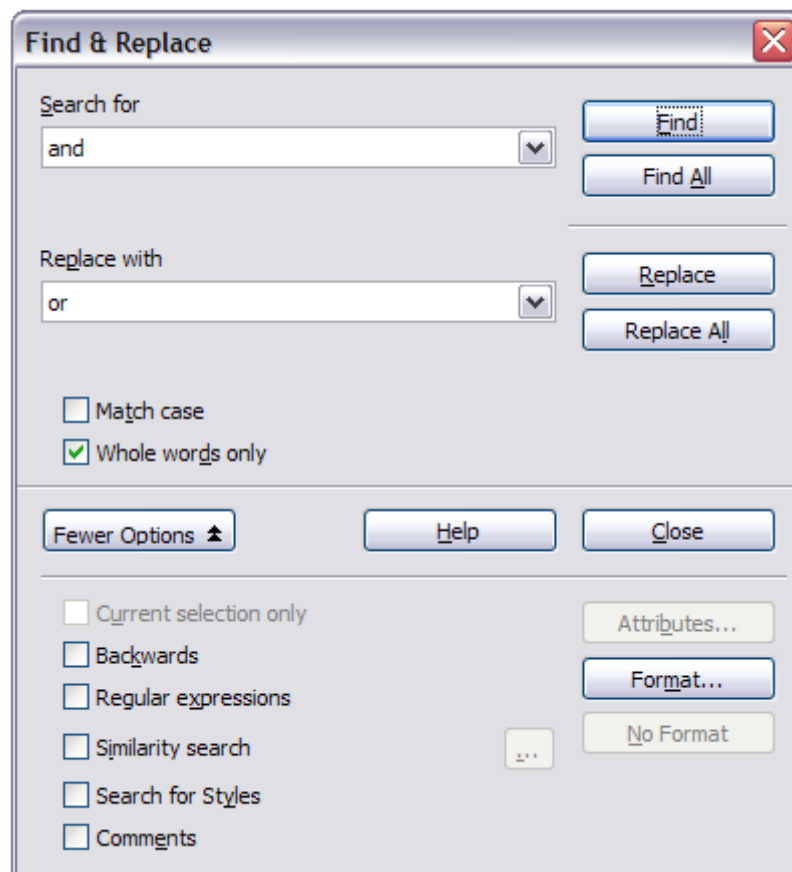 Find & Replace
Search for
and
Find
Find All
Replace with
or
Replace
Replace All
Match case
Whole words only
Fewer Options
Help
Close
Current selection only
Attributes...
Backwards
Format...
Regular expressions
No Format
Similarity search
...
Search for Styles
Comments